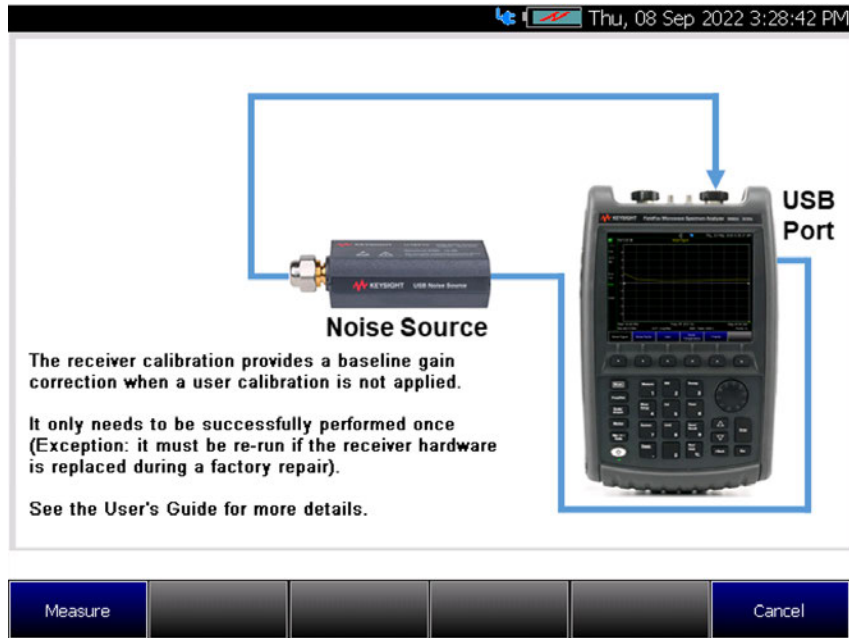 Thu, 08 Sep 2022 3:28:42 PM
USB
Port
KEYSIGHT
KEYSIGHT USB Noise Source
Noise Source
The receiver calibration provides a baseline gain
correction when a user calibration is not applied.
It only needs to be successfully performed once
(Exception: it must be re-run if the receiver hardware
is replaced during a factory repair).
See the User's Guide for more details.
Measure
Cancel